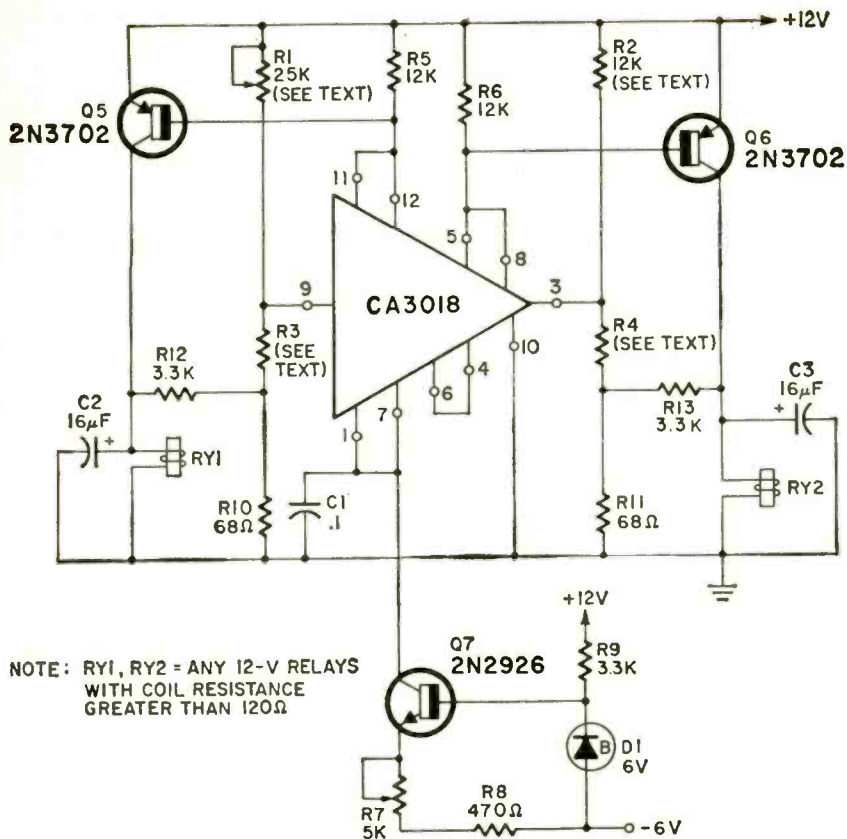 +12V
R1
25K
(SEE TEXT)
R5
12K
R6
12K
R2
12K
(SEE TEXT)
Q5
2N3702
Q6
2N3702
11
12
5
8
9
CA3018
3
10
R3
(SEE
TEXT)
R4
(SEE TEXT)
R12
3.3K
6
4
R13
3.3K
C2
16µF
+
RY1
C3
16µF
+
RY2
1
7
R10
68Ω
C1
.1
R11
68Ω
+12V
NOTE: RY1, RY2 = ANY 12-V RELAYS
WITH COIL RESISTANCE
GREATER THAN 120Ω
Q7
2N2926
R9
3.3K
B
D1
6V
R7
5K
R8
470Ω
-6V